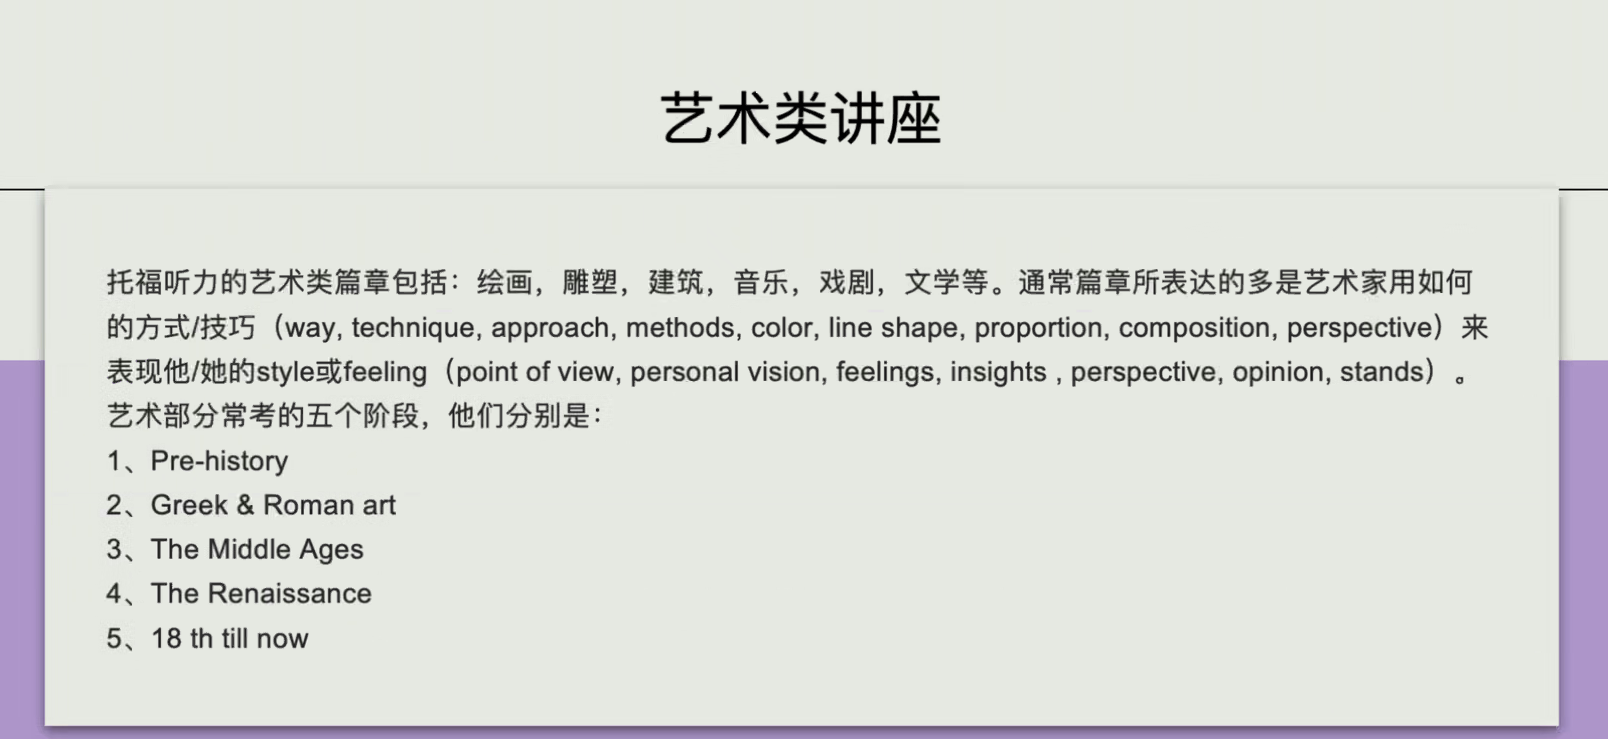 艺术类讲座
托福听力的艺术类篇章包括：绘画，雕塑，建筑，音乐，戏剧，文学等。通常篇章所表达的多是艺术家用如何
的方式/技巧（way, technique, approach, methods, color, line shape, proportion, composition, perspective）来
表现他/她的style或feeling（point of view, personal vision, feelings, insights , perspective, opinion, stands）。
艺术部分常考的五个阶段，他们分别是：
1、Pre-history
2、Greek & Roman art
3、The Middle Ages
4、The Renaissance
5、18 th till now